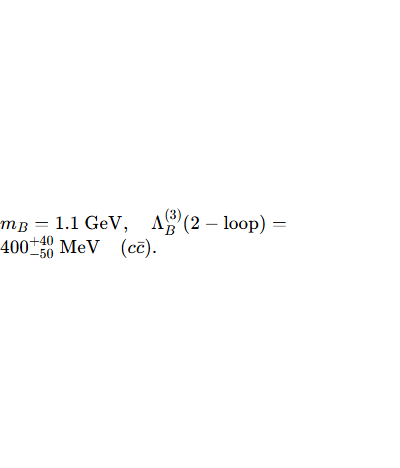 m_B = 1.1 GeV, Λ_B^{(3)}(2 − loop) =
400^{+40}_{−50} MeV (cc̄).